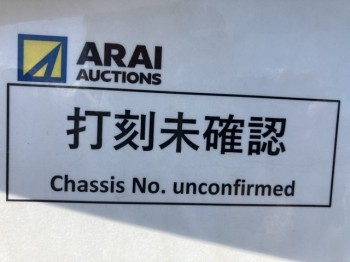 ARAI
AUCTIONS
打刻未確認
Chassis No. unconfirmed